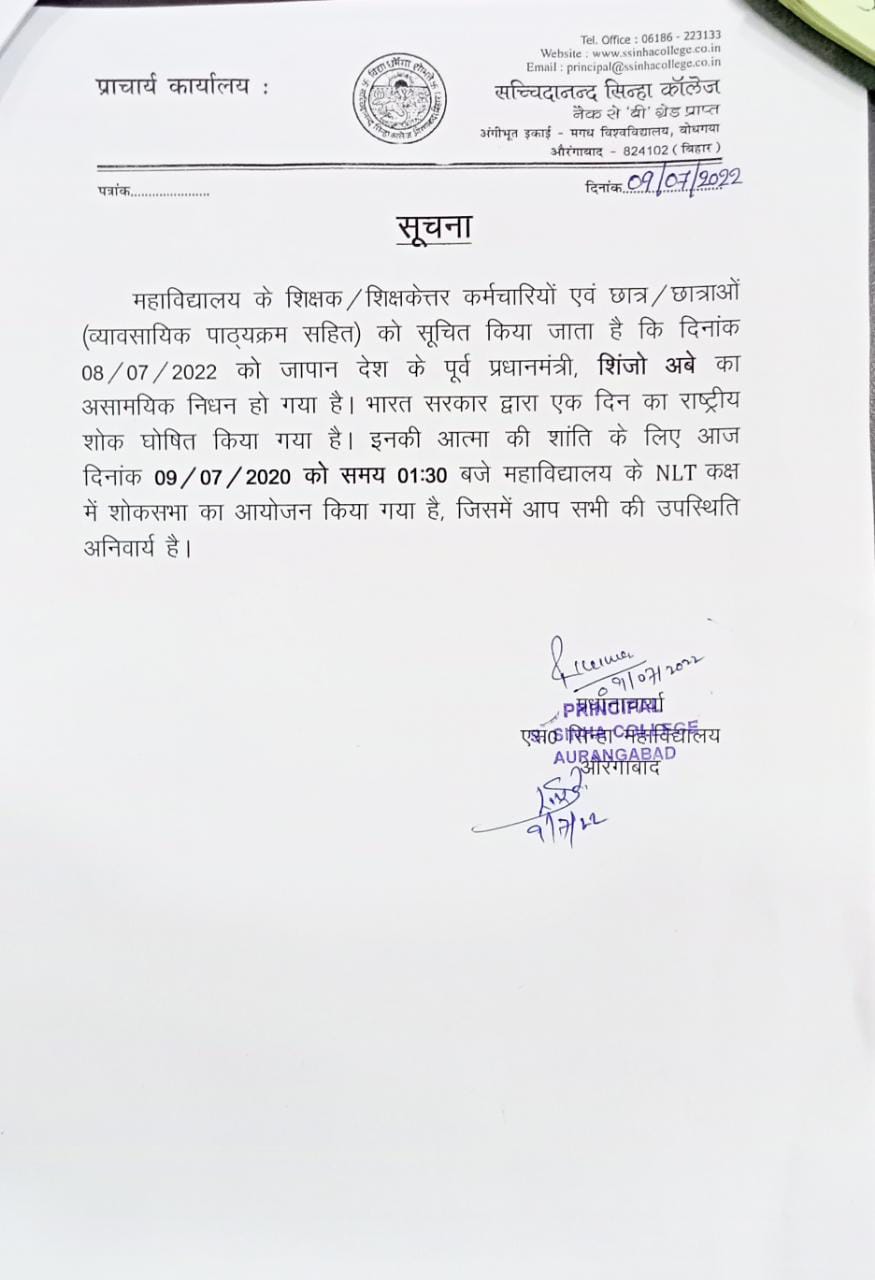 Tel. Office : 06186 - 223133
Website : www.ssinhacollege.co.in
Email : principal@ssinhacollege.co.in
प्राचार्य कार्यालय :
सच्चिदानन्द सिन्हा कॉलेज
नैक से 'बी' ग्रेड प्राप्त
अंगीभूत इकाई - मगध विश्वविद्यालय, बोधगया
औरंगाबाद - 824102 ( बिहार )
पत्रांक......................
दिनांक 09/07/2022
सूचना
महाविद्यालय के शिक्षक/शिक्षकेत्तर कर्मचारियों एवं छात्र/छात्राओं
(व्यावसायिक पाठ्यक्रम सहित) को सूचित किया जाता है कि दिनांक
08/07/2022 को जापान देश के पूर्व प्रधानमंत्री, शिंजो अबे का
असामयिक निधन हो गया है। भारत सरकार द्वारा एक दिन का राष्ट्रीय
शोक घोषित किया गया है। इनकी आत्मा की शांति के लिए आज
दिनांक 09/07/2020 को समय 01:30 बजे महाविद्यालय के NLT कक्ष
में शोकसभा का आयोजन किया गया है, जिसमें आप सभी की उपस्थिति
अनिवार्य है।
09/07/2022
प्रधानाचार्या
PRINCIPAL
एस0 सिन्हा महाविद्यालय
S. SINHA COLLEGE
AURANGABAD
औरंगाबाद
9/7/22